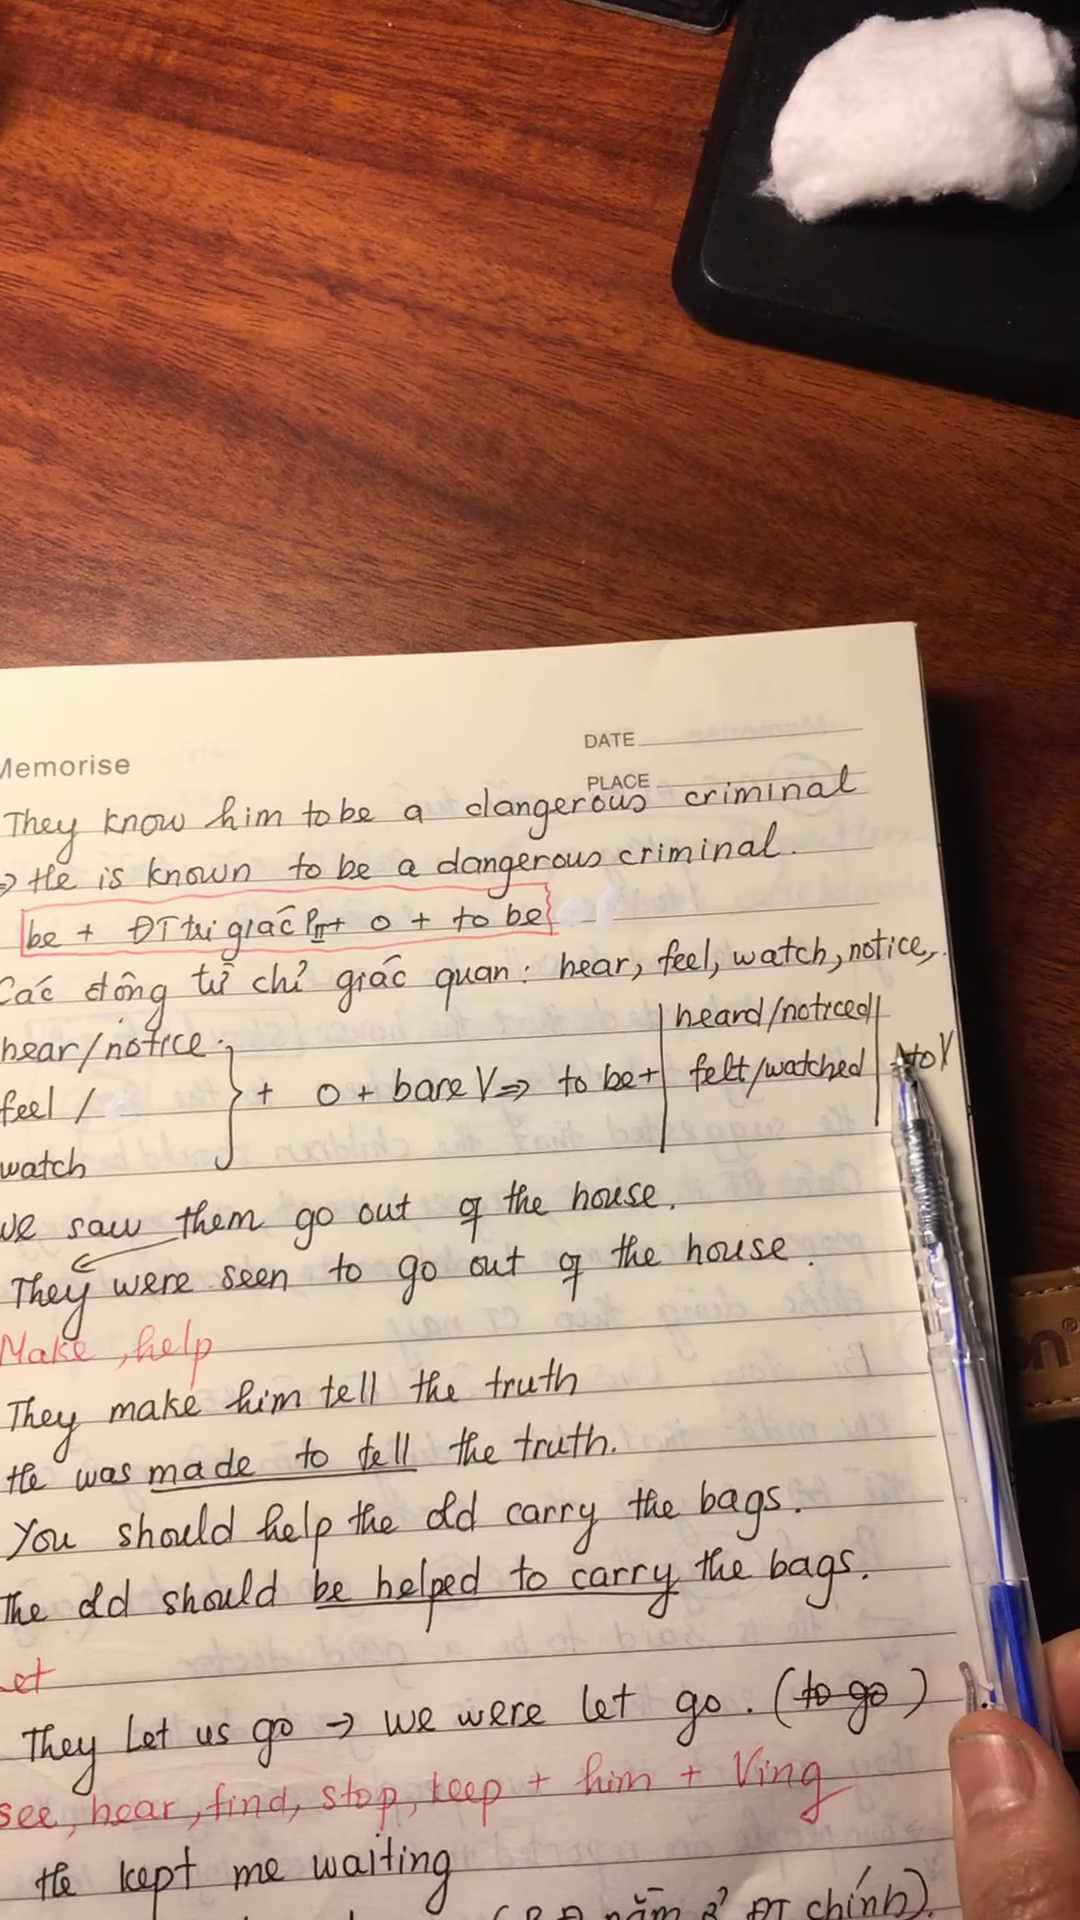 Memorise
DATE
PLACE
They know him to be a dangerous criminal
=> He is known to be a dangerous criminal.
be + ĐT tri giác PII + O + to be
Các động từ chỉ giác quan: hear, feel, watch, notice,
hear/notice
feel /
watch
} + O + bare V => to be +
heard/noticed
felt/watched
+ to V
we saw them go out of the house.
They were seen to go out of the house.
Make, help
They make him tell the truth
He was made to tell the truth.
You should help the old carry the bags.
The old should be helped to carry the bags.
et
They let us go → we were let go. (to go)
see, hear, find, stop, keep + him + Ving
He kept me waiting
nằm ở ĐT chính).